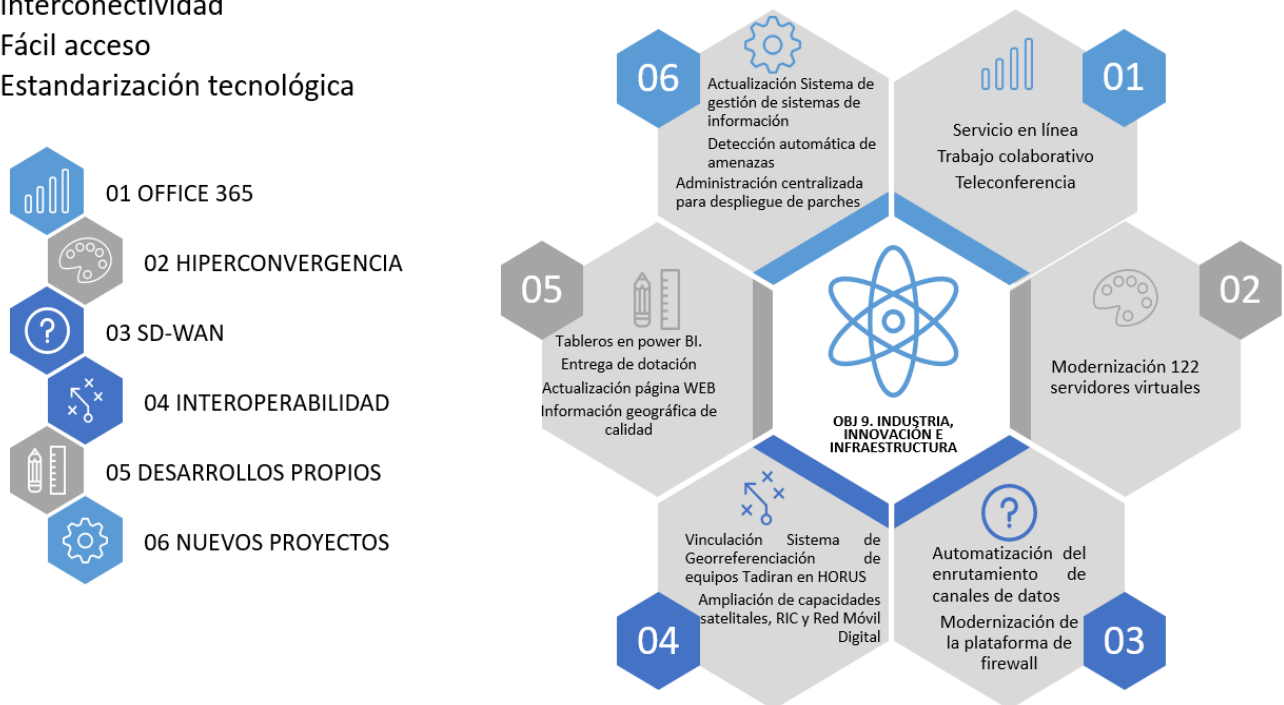 Interconectividad
Fácil acceso
Estandarización tecnológica
01 OFFICE 365
02 HIPERCONVERGENCIA
03 SD-WAN
04 INTEROPERABILIDAD
05 DESARROLLOS PROPIOS
06 NUEVOS PROYECTOS
06
Actualización Sistema de
gestión de sistemas de
información
Detección automática de
amenazas
Administración centralizada
para despliegue de parches
01
Servicio en línea
Trabajo colaborativo
Teleconferencia
05
Tableros en power BI.
Entrega de dotación
Actualización página WEB
Información geográfica de
calidad
OBJ 9. INDUSTRIA,
INNOVACIÓN E
INFRAESTRUCTURA
02
Modernización 122
servidores virtuales
04
Vinculación Sistema de
Georreferenciación de
equipos Tadiran en HORUS
Ampliación de capacidades
satelitales, RIC y Red Móvil
Digital
03
Automatización del
enrutamiento de
canales de datos
Modernización de
la plataforma de
firewall